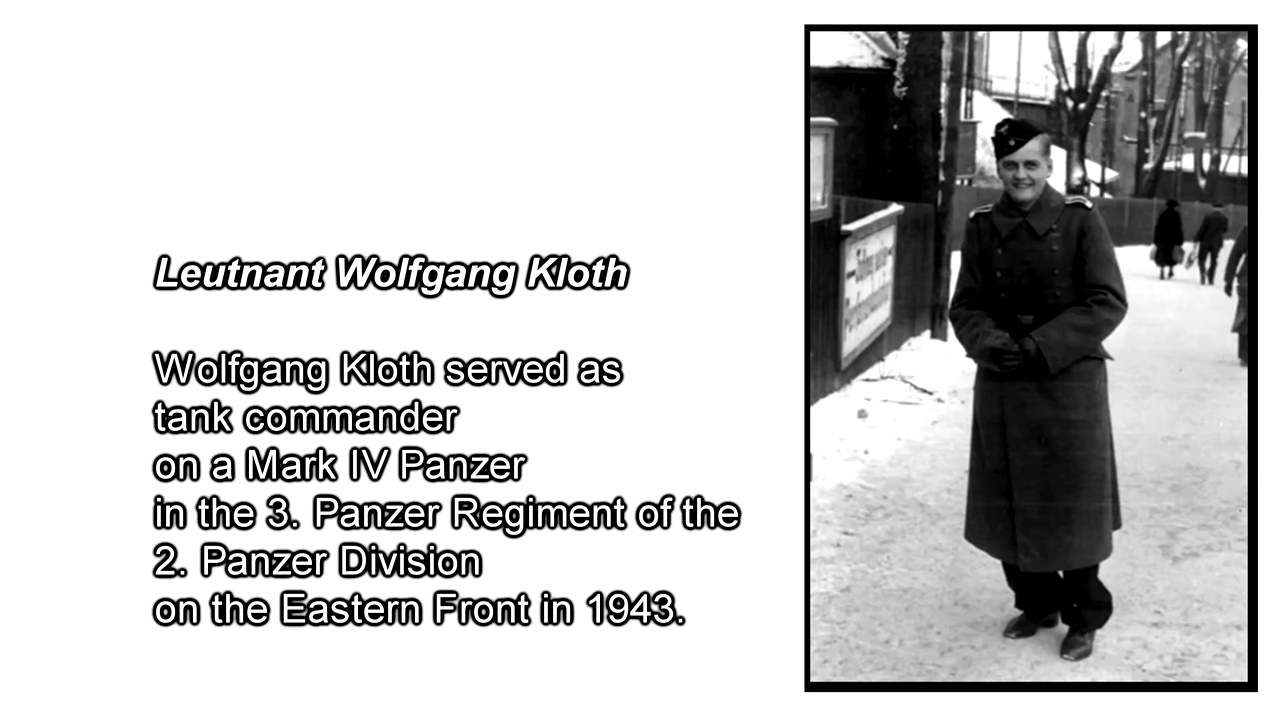 Leutnant Wolfgang Kloth
Wolfgang Kloth served as
tank commander
on a Mark IV Panzer
in the 3. Panzer Regiment of the
2. Panzer Division
on the Eastern Front in 1943.